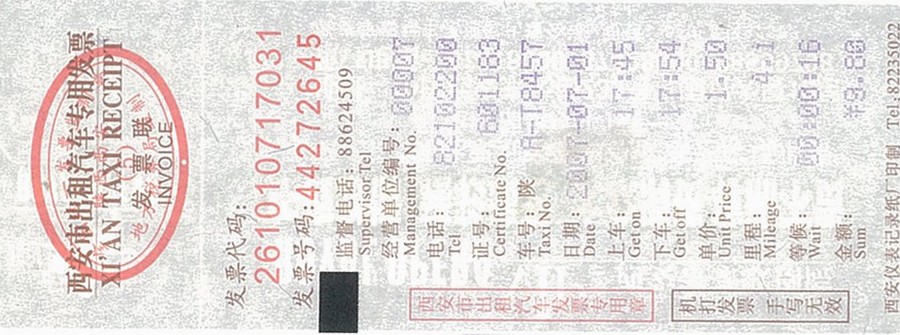 西安市出租汽车专用发票
XI'AN TAXI RECEIPT
发票联
INVOICE
发票代码：
261010717031
发票号码：44272645
监督电话：88624509
Supervisor Tel
经营单位编号： 00007
Management No.
电话： 82102200
Tel
证号： 601183
Certificate No.
车号：陕 A-T8457
Taxi No.
日期： 2007-07-01
Date
上车： 17:45
Get on
下车： 17:54
Get off
单价： 1.50
Unit Price
里程： 4.1
Mileage
等候： 00:00:16
Wait
金额： ¥9.80
Sum
西安市出租汽车发票专用章
机打发票
手写无效
西安仪表记录纸厂印制 Tel:82235022